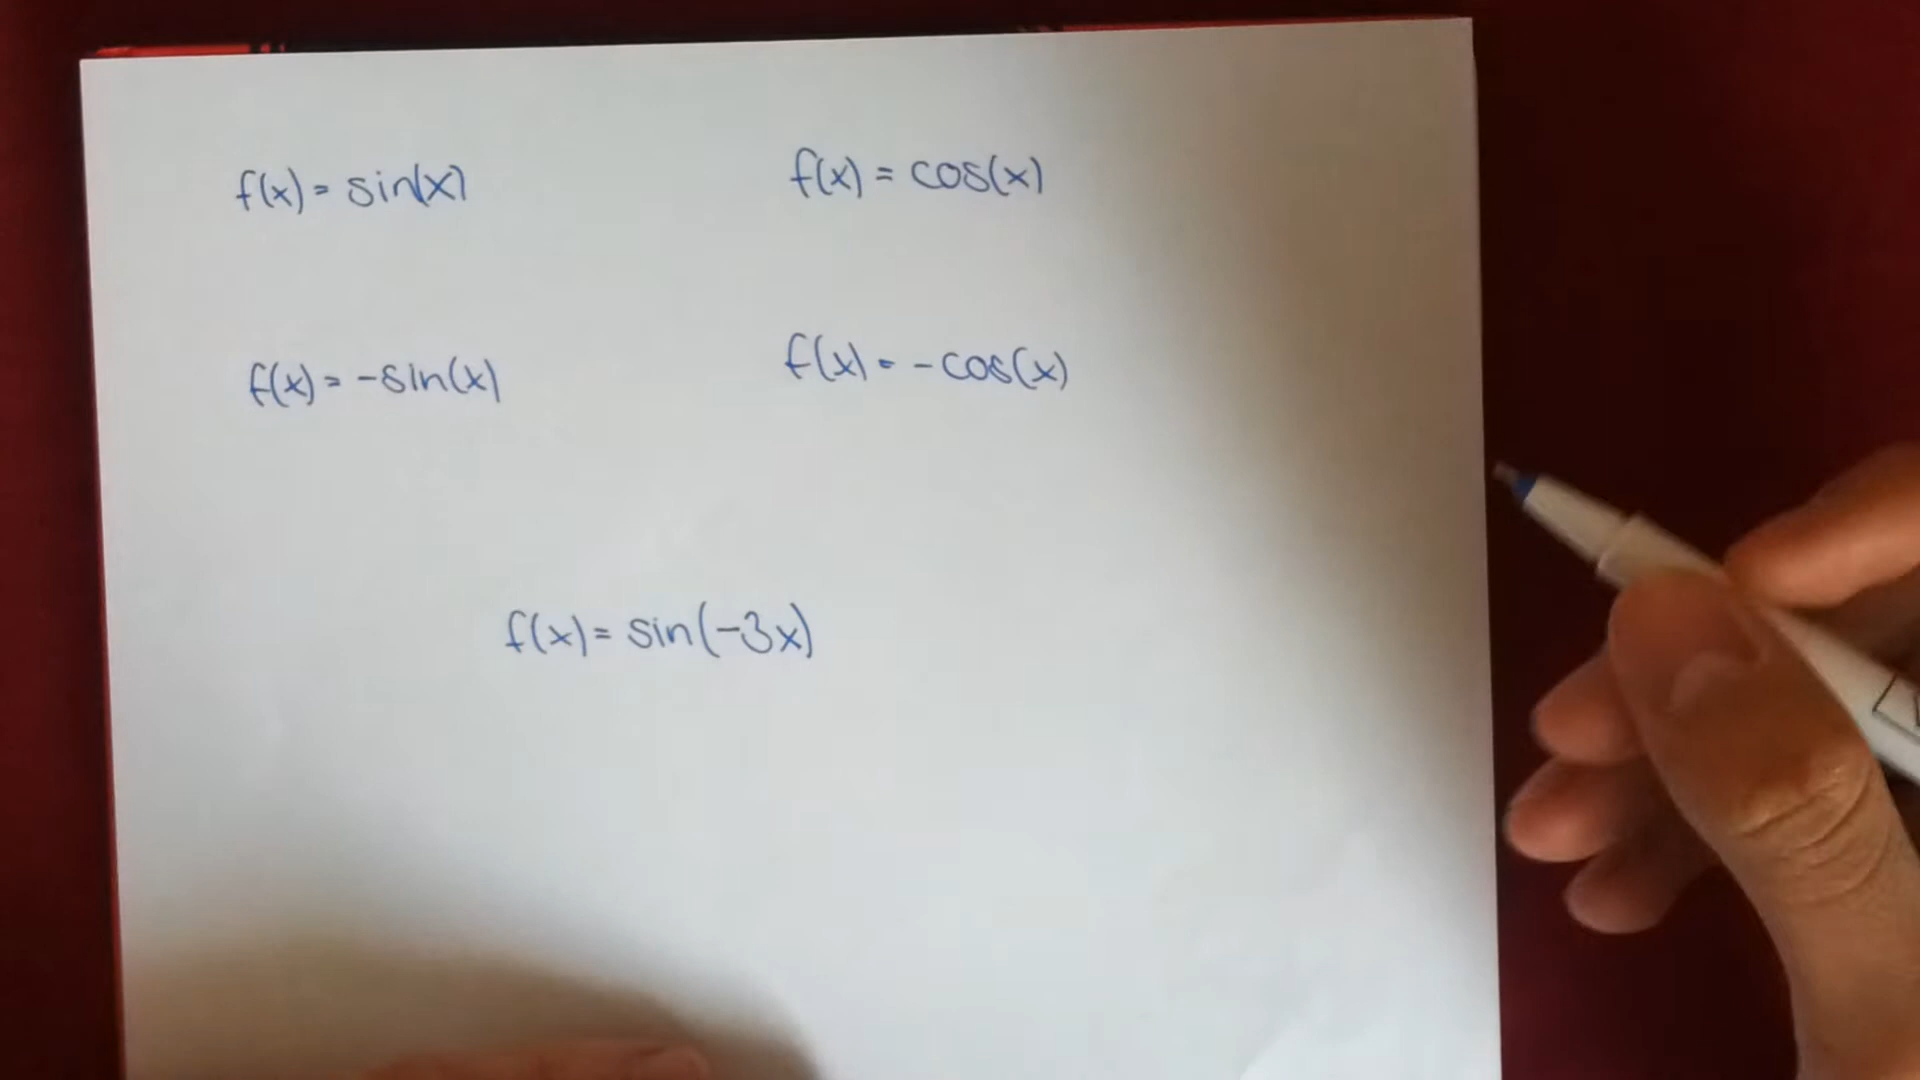 f(x) = sin(x)
f(x) = cos(x)
f(x) = -sin(x)
f(x) = -cos(x)
f(x) = sin(-3x)